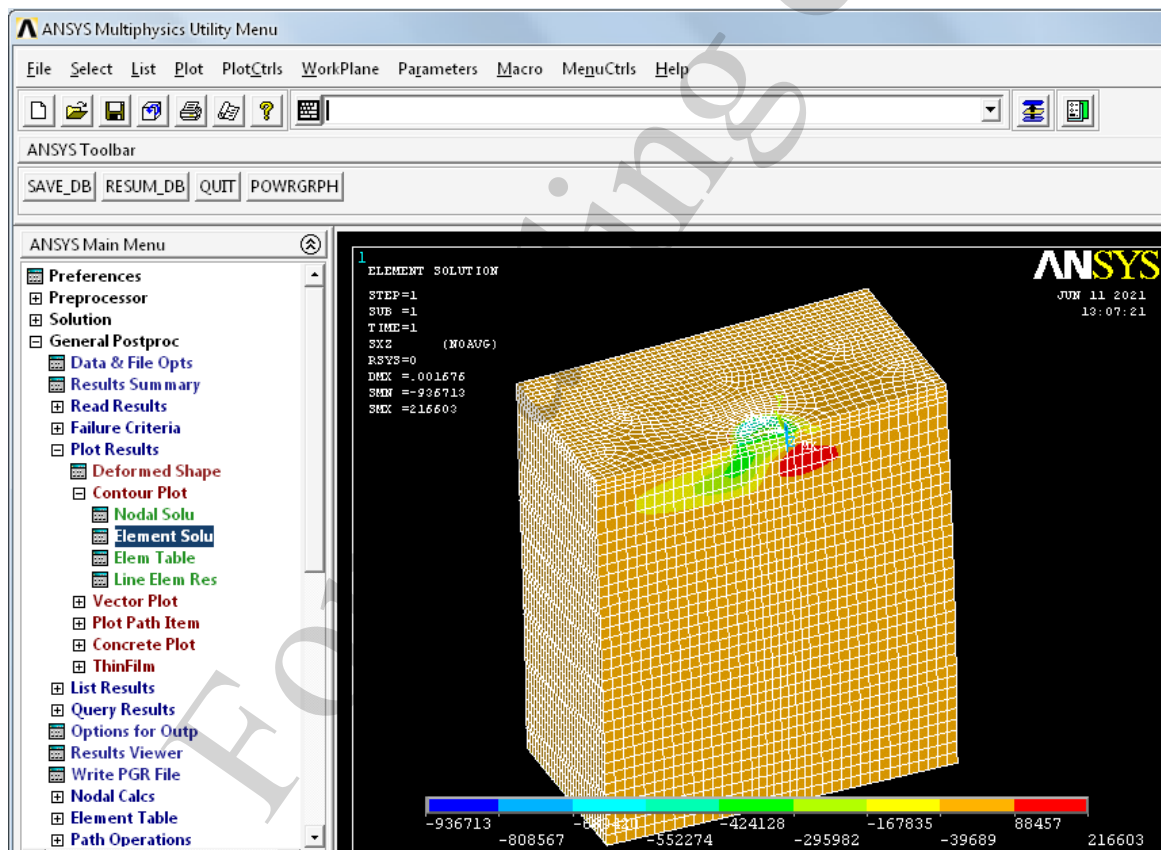 ANSYS Multiphysics Utility Menu
File Select List Plot PlotCtrls WorkPlane Parameters Macro MenuCtrls Help
ANSYS Toolbar
SAVE_DB RESUM_DB QUIT POWRGRPH
ANSYS Main Menu
Preferences
Preprocessor
Solution
General Postproc
Data & File Opts
Results Summary
Read Results
Failure Criteria
Plot Results
Deformed Shape
Contour Plot
Nodal Solu
Element Solu
Elem Table
Line Elem Res
Vector Plot
Plot Path Item
Concrete Plot
ThinFilm
List Results
Query Results
Options for Outp
Results Viewer
Write PGR File
Nodal Calcs
Element Table
Path Operations
1
ELEMENT SOLUTION
STEP=1
SUB =1
TIME=1
SXZ (NOAVG)
RSYS=0
DMX =.001676
SMN =-936713
SMX =216603
ANSYS
JUN 11 2021
13:07:21
MX
-936713 -424128 -167835 88457
-808567 -552274 -295982 -39689 216603
For